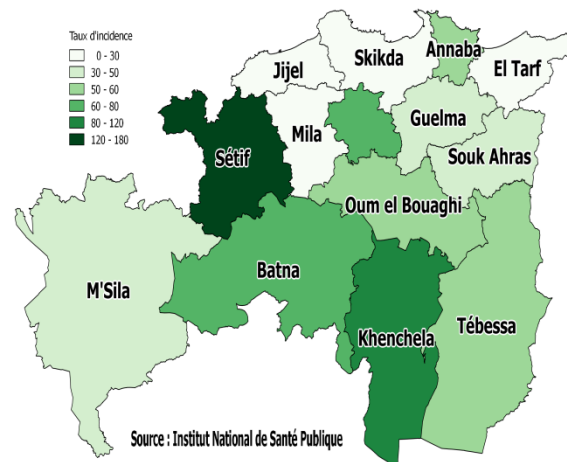 Taux d'incidence
0 - 30
30 - 50
50 - 60
60 - 80
80 - 120
120 - 180
Jijel
Skikda
Annaba
El Tarf
Guelma
Mila
Sétif
Souk Ahras
Oum el Bouaghi
Batna
M'Sila
Khenchela
Tébessa
Source : Institut National de Santé Publique